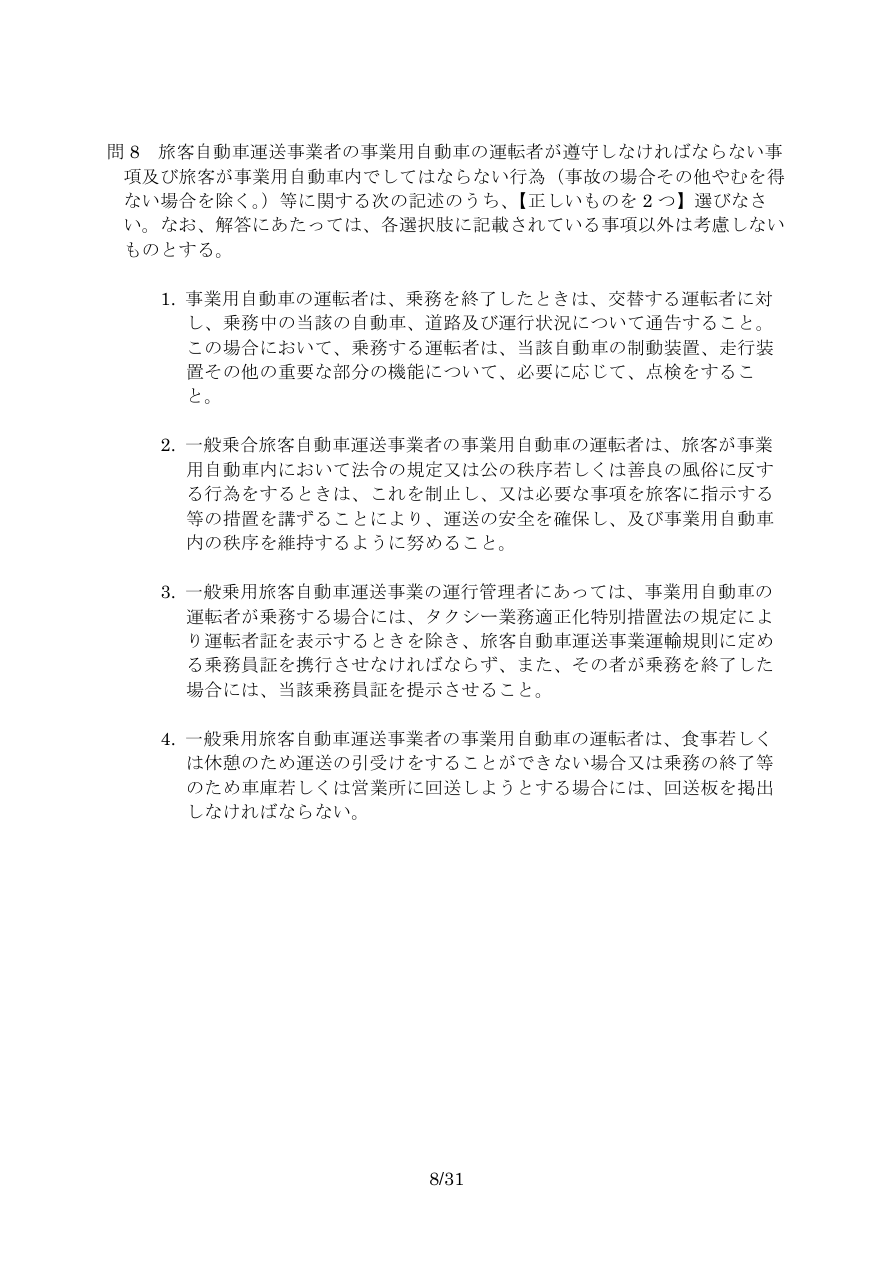 問 8　旅客自動車運送事業者の事業用自動車の運転者が遵守しなければならない事
項及び旅客が事業用自動車内でしてはならない行為（事故の場合その他やむを得
ない場合を除く。）等に関する次の記述のうち、【正しいものを 2 つ】選びなさ
い。なお、解答にあたっては、各選択肢に記載されている事項以外は考慮しない
ものとする。
1. 事業用自動車の運転者は、乗務を終了したときは、交替する運転者に対
し、乗務中の当該の自動車、道路及び運行状況について通告すること。
この場合において、乗務する運転者は、当該自動車の制動装置、走行装
置その他の重要な部分の機能について、必要に応じて、点検をするこ
と。
2. 一般乗合旅客自動車運送事業者の事業用自動車の運転者は、旅客が事業
用自動車内において法令の規定又は公の秩序若しくは善良の風俗に反す
る行為をするときは、これを制止し、又は必要な事項を旅客に指示する
等の措置を講ずることにより、運送の安全を確保し、及び事業用自動車
内の秩序を維持するように努めること。
3. 一般乗用旅客自動車運送事業の運行管理者にあっては、事業用自動車の
運転者が乗務する場合には、タクシー業務適正化特別措置法の規定によ
り運転者証を表示するときを除き、旅客自動車運送事業運輸規則に定め
る乗務員証を携行させなければならず、また、その者が乗務を終了した
場合には、当該乗務員証を提示させること。
4. 一般乗用旅客自動車運送事業者の事業用自動車の運転者は、食事若しく
は休憩のため運送の引受けをすることができない場合又は乗務の終了等
のため車庫若しくは営業所に回送しようとする場合には、回送板を掲出
しなければならない。
8/31